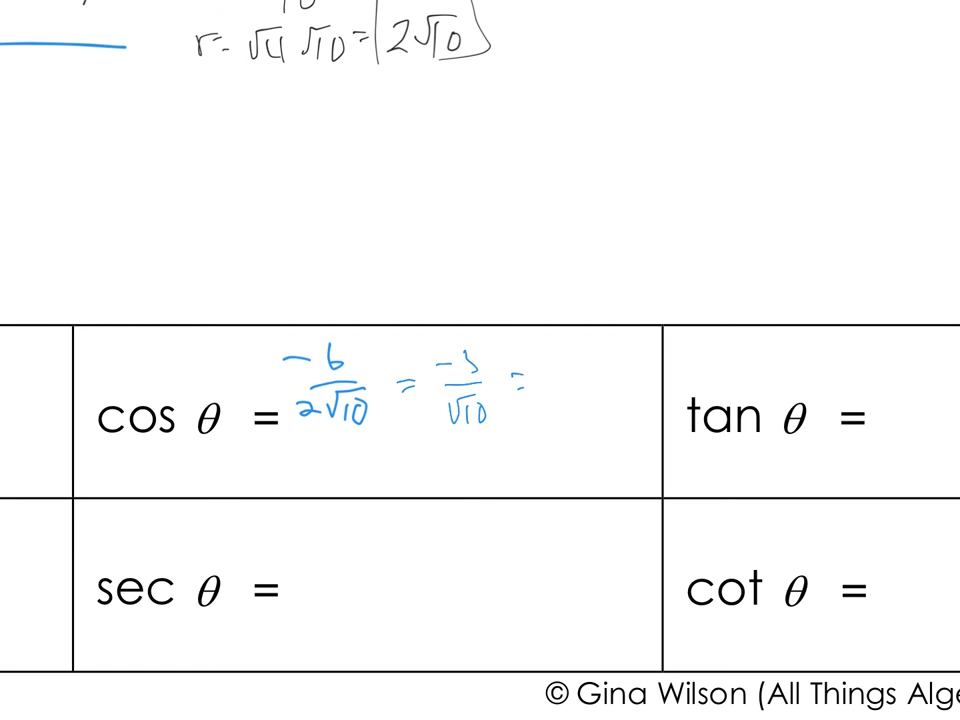 r = √4 √10 = 2√10
cos θ = -6/2√10 = -3/√10 =
tan θ =
sec θ =
cot θ =
© Gina Wilson (All Things Alge